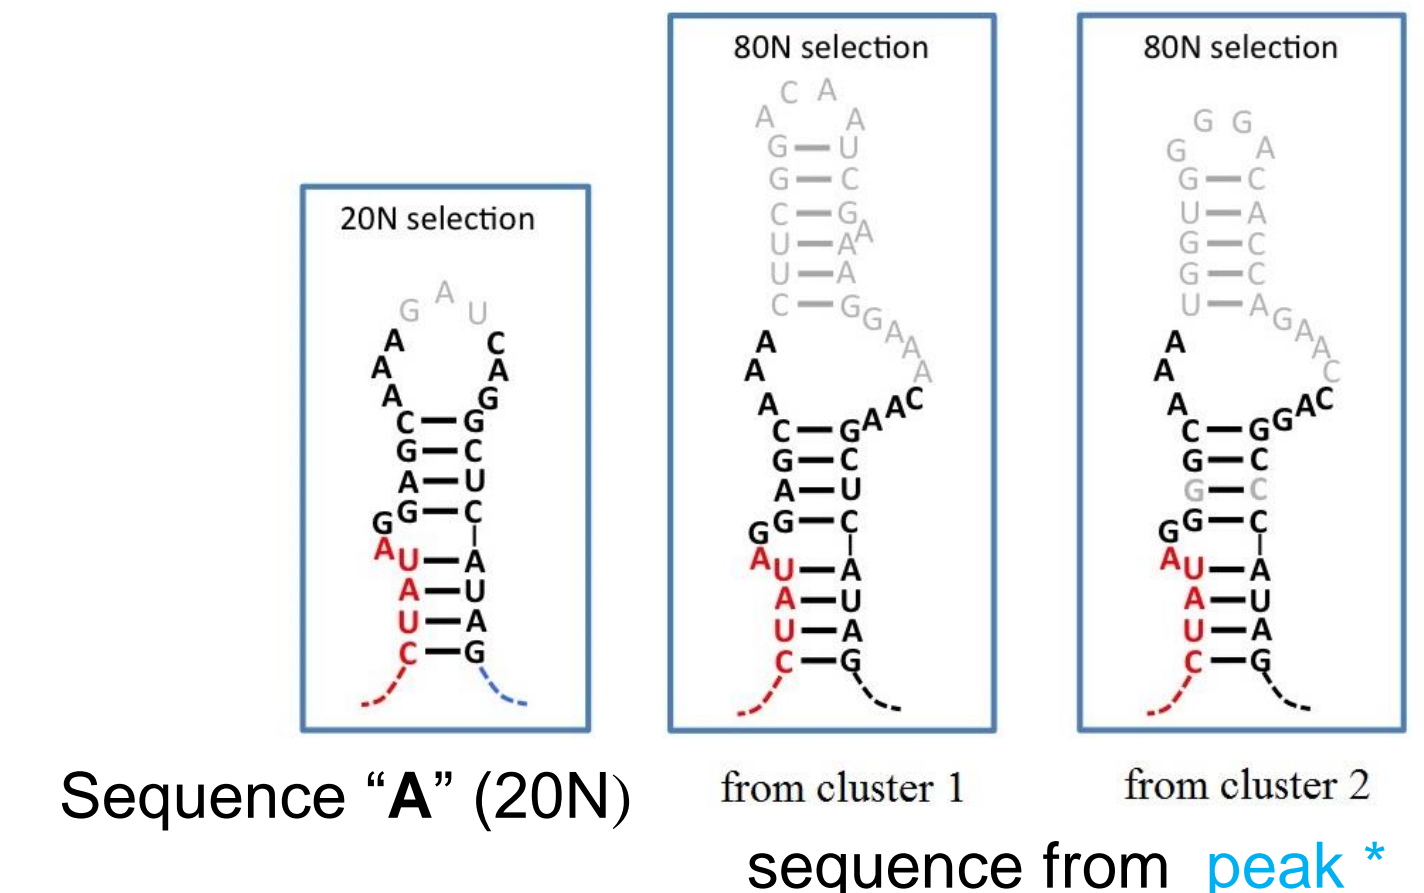 20N selection
G A U
A C
A A
A G
C G
G C
A U
G G C
A U A
A U
U A
C G
80N selection
C A
A A
G U
G C
C G
U A A
U A
C G G A
A A
A A
A A A C
C G
G C
A U
G G C
A U A
A U
U A
C G
80N selection
G G
G A
G C
U A
G C
G C
U A G A
A A
A C
A G A C
C G
G C
G C
G G C
A U A
A U
U A
C G
Sequence “A” (20N)
from cluster 1
from cluster 2
sequence from peak *